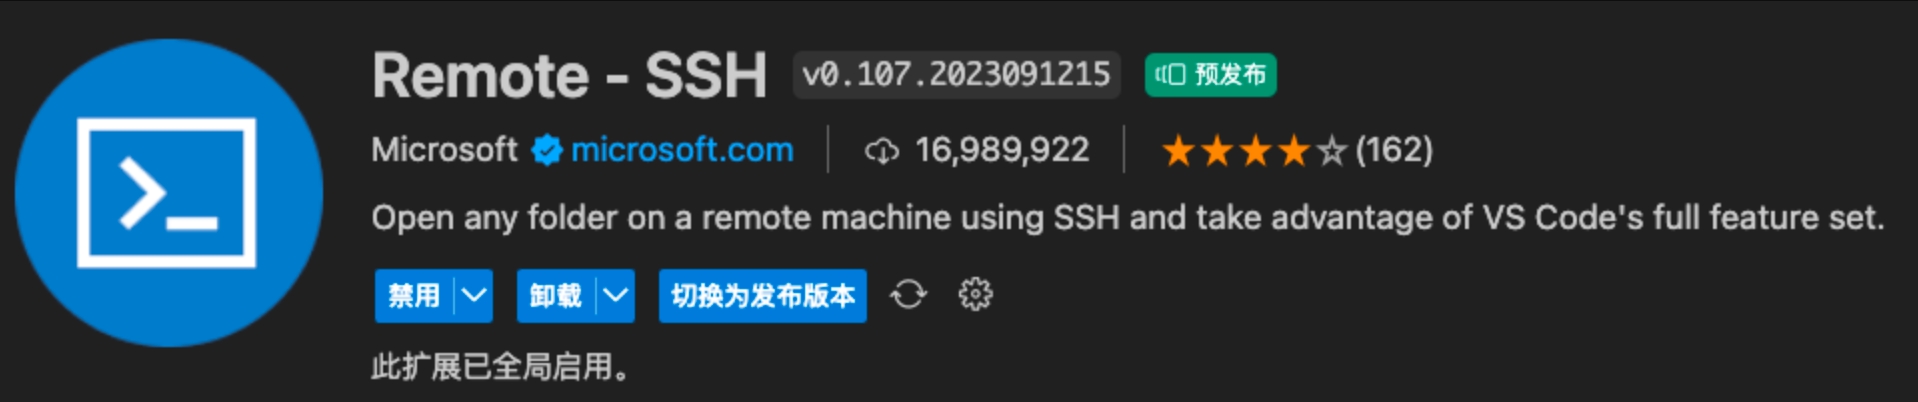 Remote - SSH v0.107.2023091215 预发布
Microsoft microsoft.com 16,989,922 (162)
Open any folder on a remote machine using SSH and take advantage of VS Code's full feature set.
禁用 卸载 切换为发布版本
此扩展已全局启用。